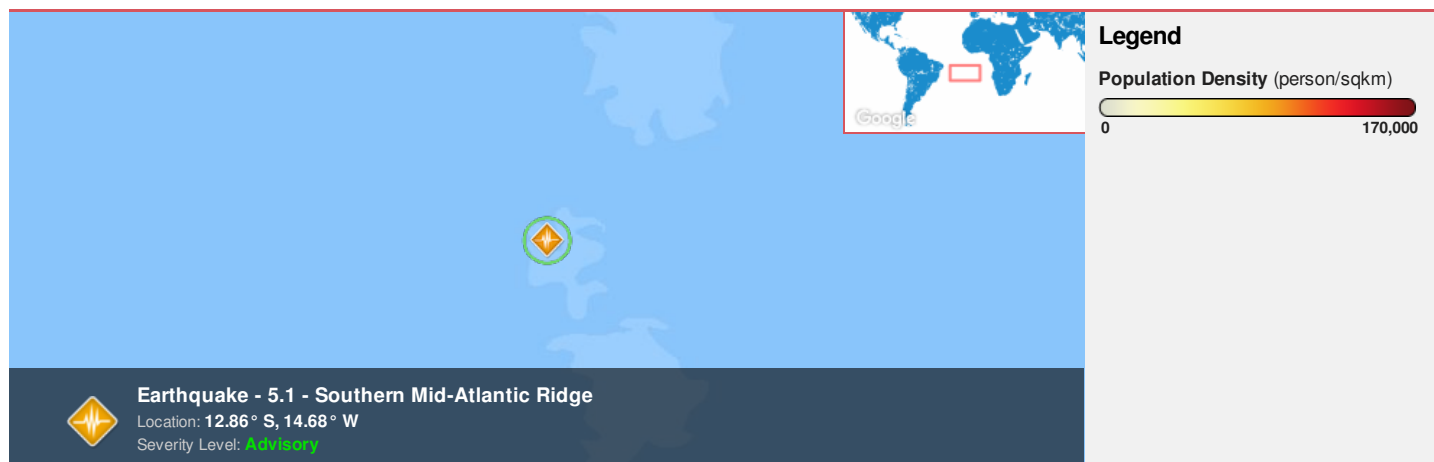 Google
Legend
Population Density (person/sqkm)
0 170,000
Earthquake - 5.1 - Southern Mid-Atlantic Ridge
Location: 12.86° S, 14.68° W
Severity Level: Advisory